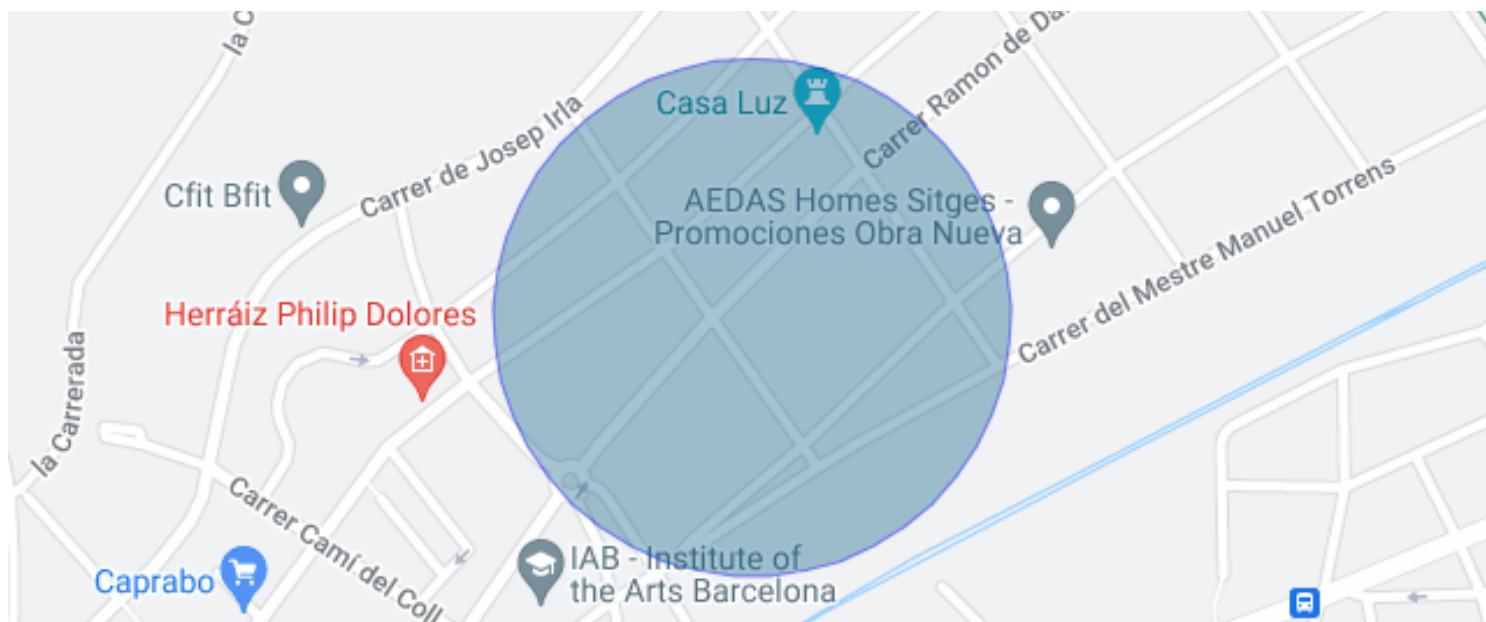 la C
Casa Luz
Carrer Ramon de Da
Carrer de Josep Irla
Cfit Bfit
AEDAS Homes Sitges -
Promociones Obra Nueva
Carrer del Mestre Manuel Torrens
Herráiz Philip Dolores
la Carrerada
Carrer Camí del Coll
IAB - Institute of
the Arts Barcelona
Caprabo